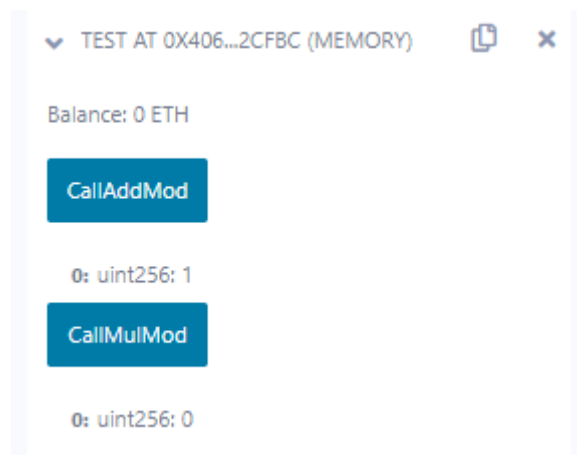 TEST AT 0X406...2CFBC (MEMORY)
Balance: 0 ETH
CallAddMod
0: uint256: 1
CallMulMod
0: uint256: 0